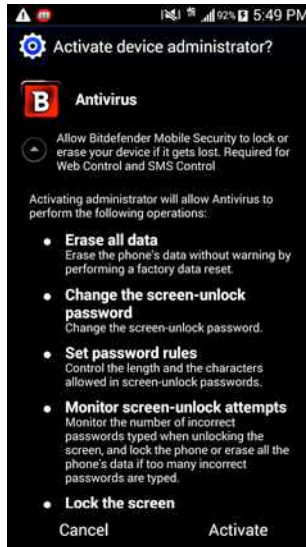 92% 5:49 PM
Activate device administrator?
B Antivirus
Allow Bitdefender Mobile Security to lock or
erase your device if it gets lost. Required for
Web Control and SMS Control
Activating administrator will allow Antivirus to
perform the following operations:
• Erase all data
Erase the phone's data without warning by
performing a factory data reset.
• Change the screen-unlock
password
Change the screen-unlock password.
• Set password rules
Control the length and the characters
allowed in screen-unlock passwords.
• Monitor screen-unlock attempts
Monitor the number of incorrect
passwords typed when unlocking the
screen, and lock the phone or erase all the
phone's data if too many incorrect
passwords are typed.
• Lock the screen
Cancel Activate